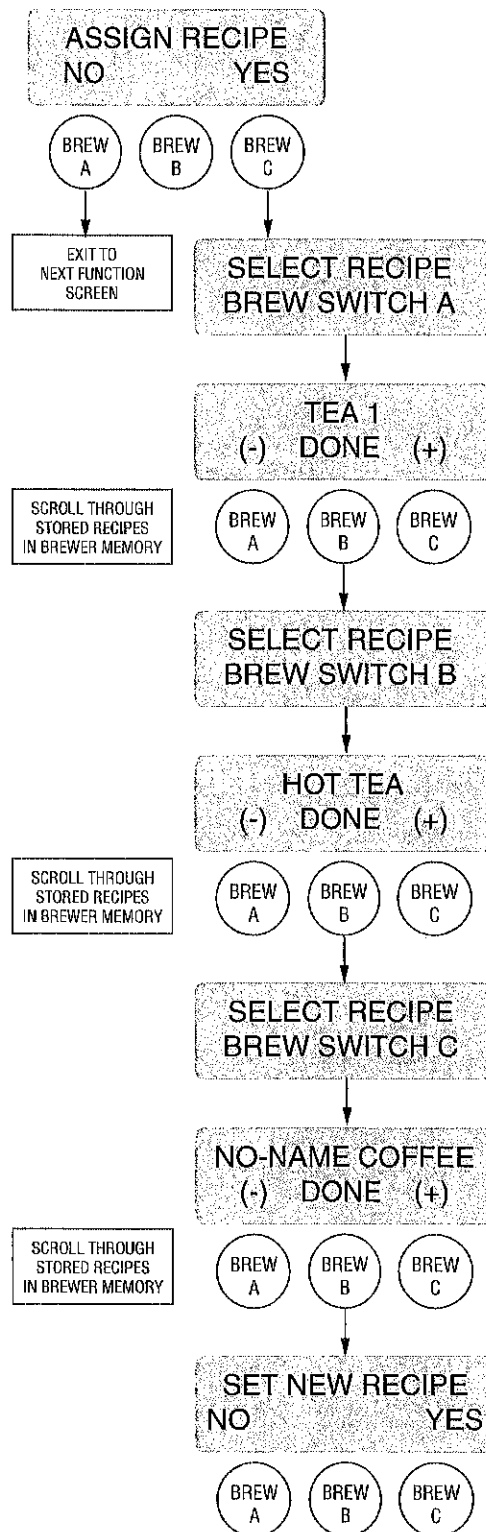 ASSIGN RECIPE
NO YES
BREW
A
BREW
B
BREW
C
EXIT TO
NEXT FUNCTION
SCREEN
SELECT RECIPE
BREW SWITCH A
TEA 1
(-) DONE (+)
SCROLL THROUGH
STORED RECIPES
IN BREWER MEMORY
BREW
A
BREW
B
BREW
C
SELECT RECIPE
BREW SWITCH B
HOT TEA
(-) DONE (+)
SCROLL THROUGH
STORED RECIPES
IN BREWER MEMORY
BREW
A
BREW
B
BREW
C
SELECT RECIPE
BREW SWITCH C
NO-NAME COFFEE
(-) DONE (+)
SCROLL THROUGH
STORED RECIPES
IN BREWER MEMORY
BREW
A
BREW
B
BREW
C
SET NEW RECIPE
NO YES
BREW
A
BREW
B
BREW
C